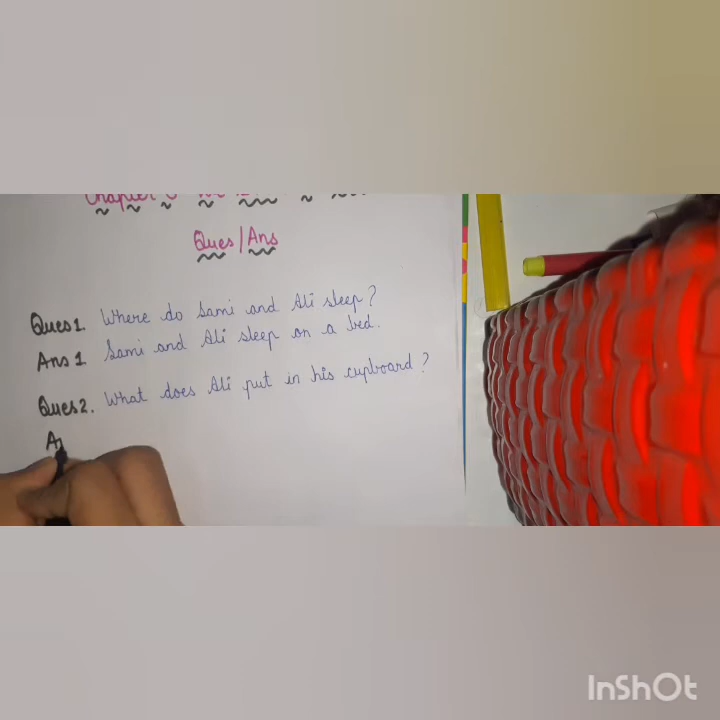 Chapter
Ques/Ans
Ques 1. Where do Sami and Ali sleep?
Ans 1 Sami and Ali sleep on a bed.
Ques 2. What does Ali put in his cupboard?
InShOt